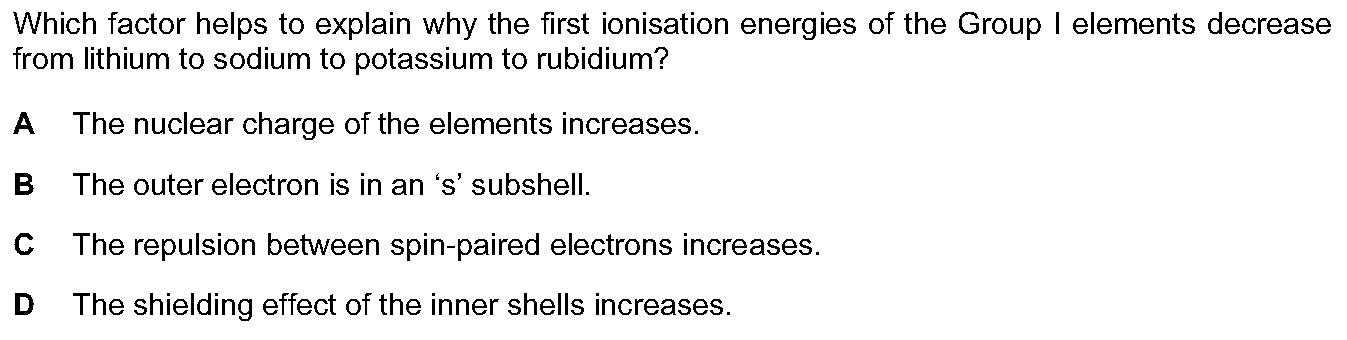 Which factor helps to explain why the first ionisation energies of the Group I elements decrease
from lithium to sodium to potassium to rubidium?
A The nuclear charge of the elements increases.
B The outer electron is in an ‘s’ subshell.
C The repulsion between spin-paired electrons increases.
D The shielding effect of the inner shells increases.